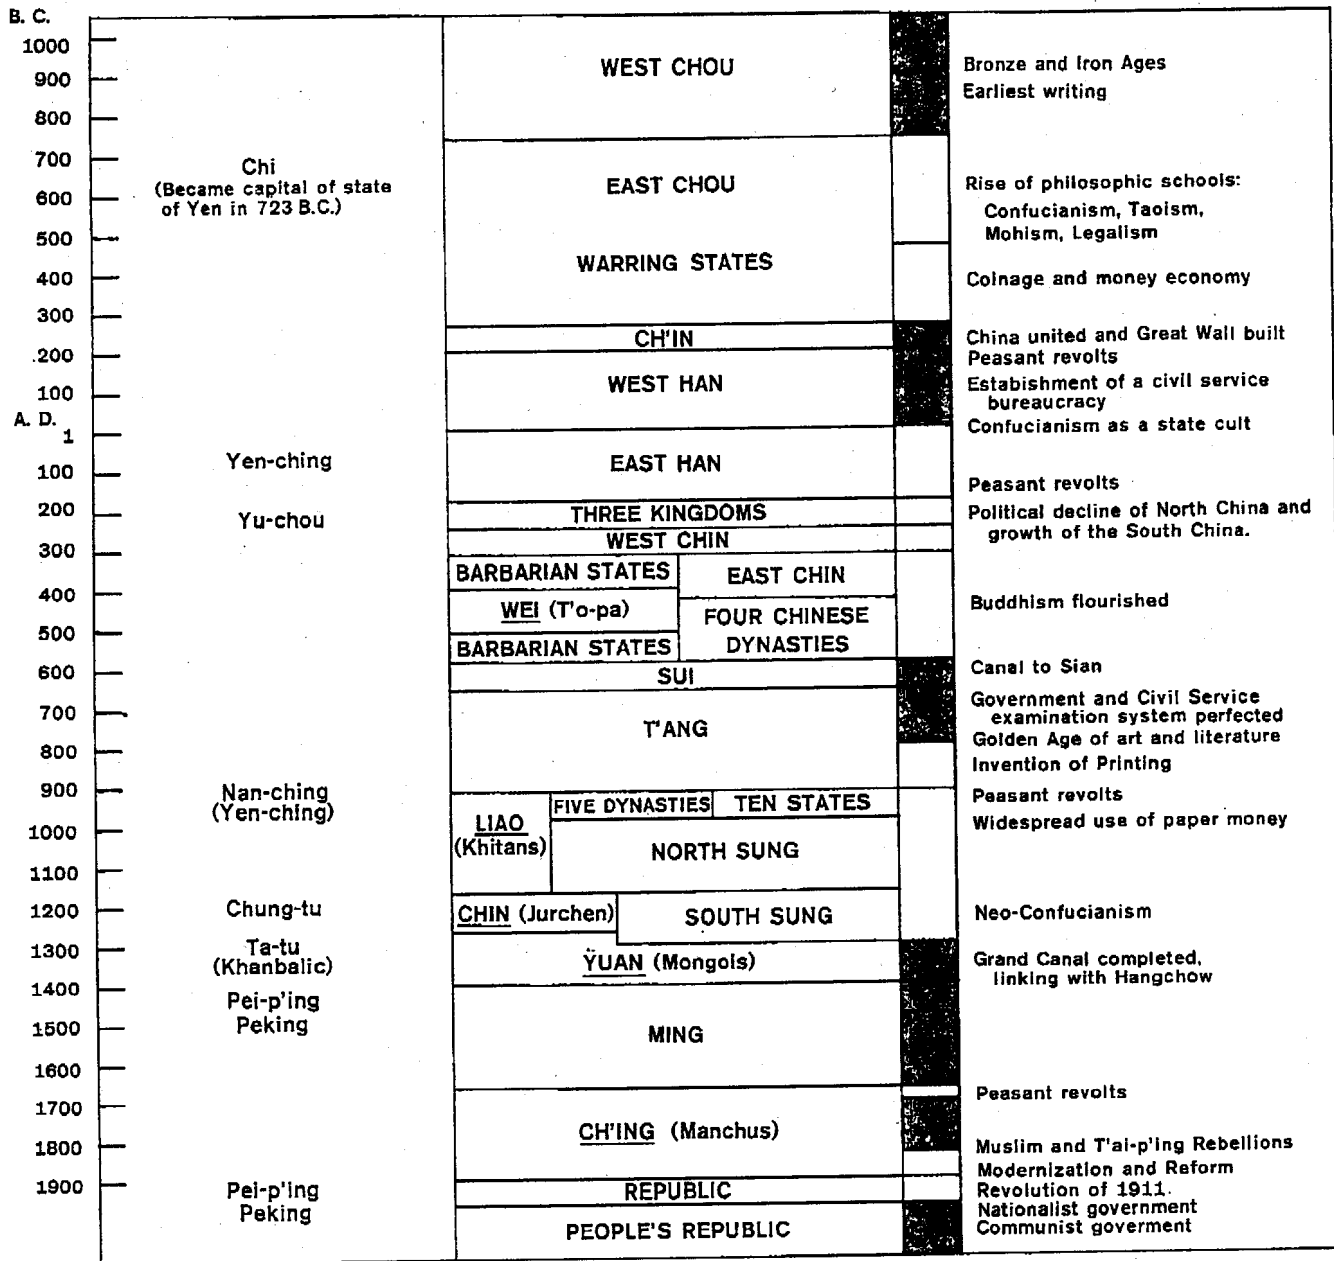 B. C.
1000
900
800
700
600
500
400
300
.200
100
A. D.
1
100
200
300
400
500
600
700
800
900
1000
1100
1200
1300
1400
1500
1600
1700
1800
1900
Chi
(Became capital of state
of Yen in 723 B.C.)
Yen-ching
Yu-chou
Nan-ching
(Yen-ching)
Chung-tu
Ta-tu
(Khanbalic)
Pei-p'ing
Peking
Pei-p'ing
Peking
WEST CHOU
EAST CHOU
WARRING STATES
CH'IN
WEST HAN
EAST HAN
THREE KINGDOMS
WEST CHIN
BARBARIAN STATES
EAST CHIN
WEI (T'o-pa)
FOUR CHINESE
DYNASTIES
BARBARIAN STATES
SUI
T'ANG
LIAO
(Khitans)
FIVE DYNASTIES
TEN STATES
NORTH SUNG
CHIN (Jurchen)
SOUTH SUNG
YUAN (Mongols)
MING
CH'ING (Manchus)
REPUBLIC
PEOPLE'S REPUBLIC
Bronze and Iron Ages
Earliest writing
Rise of philosophic schools:
Confucianism, Taoism,
Mohism, Legalism
Coinage and money economy
China united and Great Wall built
Peasant revolts
Estabishment of a civil service
bureaucracy
Confucianism as a state cult
Peasant revolts
Political decline of North China and
growth of the South China.
Buddhism flourished
Canal to Sian
Government and Civil Service
examination system perfected
Golden Age of art and literature
Invention of Printing
Peasant revolts
Widespread use of paper money
Neo-Confucianism
Grand Canal completed,
linking with Hangchow
Peasant revolts
Muslim and T'ai-p'ing Rebellions
Modernization and Reform
Revolution of 1911.
Nationalist government
Communist goverment